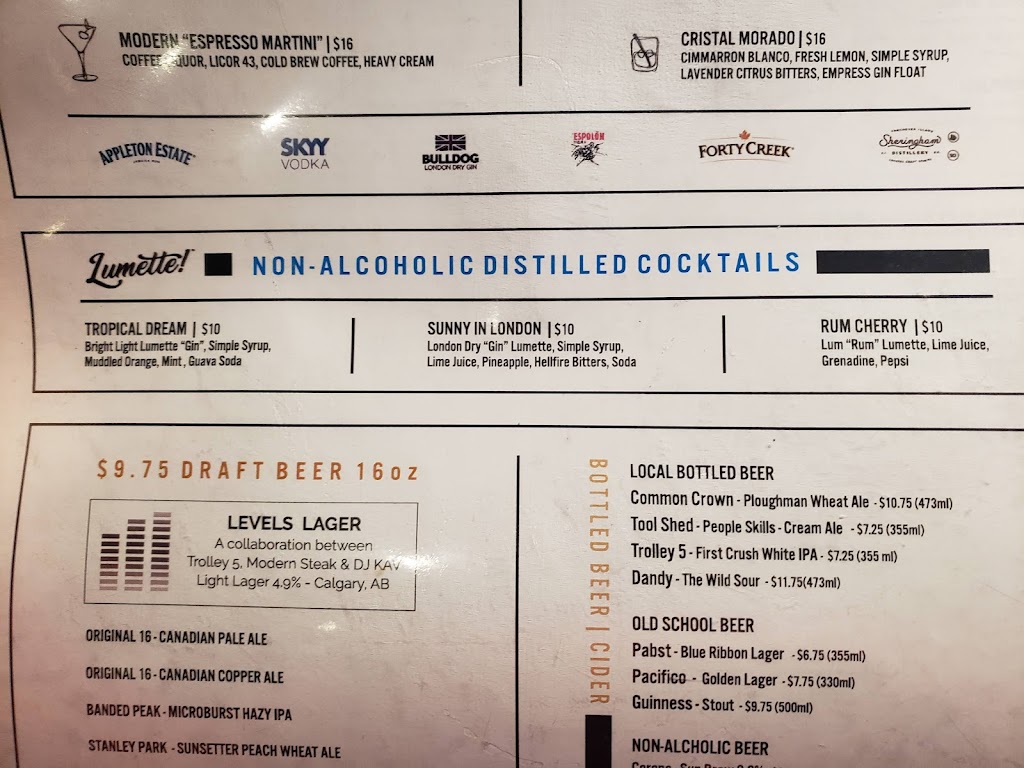 MODERN "ESPRESSO MARTINI" | $16
COFFEE LIQUOR, LICOR 43, COLD BREW COFFEE, HEAVY CREAM
CRISTAL MORADO | $16
CIMMARRON BLANCO, FRESH LEMON, SIMPLE SYRUP,
LAVENDER CITRUS BITTERS, EMPRESS GIN FLOAT
APPLETON ESTATE
SKYY
VODKA
BULLDOG
LONDON DRY GIN
ESPOLÒN
FORTY CREEK
Sheringham
DISTILLERY
Lumette!
NON-ALCOHOLIC DISTILLED COCKTAILS
TROPICAL DREAM | $10
Bright Light Lumette "Gin", Simple Syrup,
Muddled Orange, Mint, Guava Soda
SUNNY IN LONDON | $10
London Dry "Gin" Lumette, Simple Syrup,
Lime Juice, Pineapple, Hellfire Bitters, Soda
RUM CHERRY | $10
Lum "Rum" Lumette, Lime Juice,
Grenadine, Pepsi
$9.75 DRAFT BEER 16oz
LEVELS LAGER
A collaboration between
Trolley 5, Modern Steak & DJ KAV
Light Lager 4.9% - Calgary, AB
ORIGINAL 16 - CANADIAN PALE ALE
ORIGINAL 16 - CANADIAN COPPER ALE
BANDED PEAK - MICROBURST HAZY IPA
STANLEY PARK - SUNSETTER PEACH WHEAT ALE
BOTTLED BEER | CIDER
LOCAL BOTTLED BEER
Common Crown - Ploughman Wheat Ale - $10.75 (473ml)
Tool Shed - People Skills - Cream Ale - $7.25 (355ml)
Trolley 5 - First Crush White IPA - $7.25 (355 ml)
Dandy - The Wild Sour - $11.75(473ml)
OLD SCHOOL BEER
Pabst - Blue Ribbon Lager - $6.75 (355ml)
Pacifico - Golden Lager - $7.75 (330ml)
Guinness - Stout - $9.75 (500ml)
NON-ALCHOLIC BEER